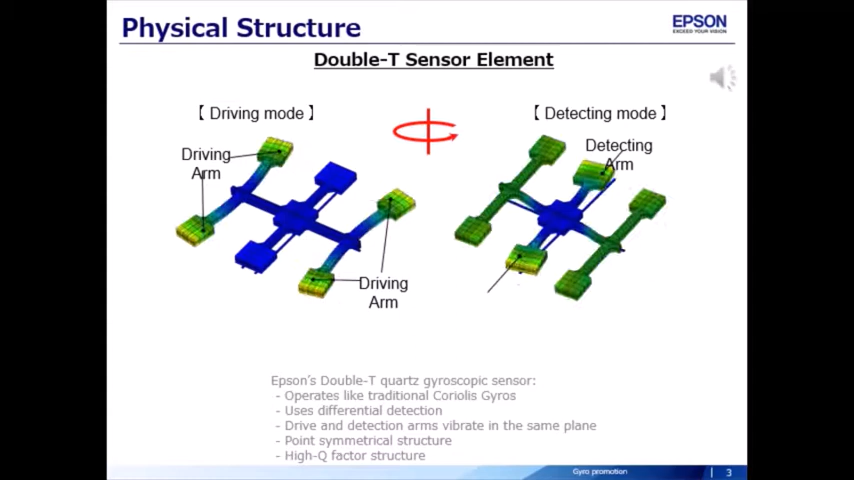 Physical Structure
EPSON
EXCEED YOUR VISION
Double-T Sensor Element
【 Driving mode 】
【 Detecting mode 】
Driving
Arm
Detecting
Arm
Driving
Arm
Epson's Double-T quartz gyroscopic sensor:
- Operates like traditional Coriolis Gyros
- Uses differential detection
- Drive and detection arms vibrate in the same plane
- Point symmetrical structure
- High-Q factor structure
Gyro promotion
3